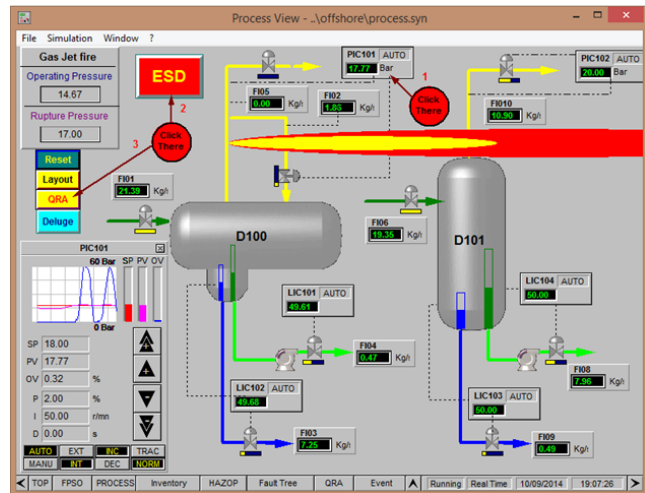 Process View - ..\offshore\process.syn
File Simulation Window ?
Gas Jet fire
Operating Pressure
14.67
Rupture Pressure
17.00
ESD
2
3
Click There
1
Click There
Reset
Layout
QRA
Deluge
PIC101 AUTO
17.77 Bar
PIC102 AUTO
20.00 Bar
FI05
0.00 Kg/
FI02
1.88 Kg/
FI010
10.90 Kg/
FI01
21.39 Kg/
FI06
19.35 Kg/
D100
D101
LIC101 AUTO
49.61
LIC104 AUTO
50.00
FI04
0.47 Kg/
FI08
7.96 Kg/
LIC102 AUTO
49.68
LIC103 AUTO
50.00
FI03
7.25 Kg/
FI09
0.49 Kg/
PIC101
60 Bar SP PV OV
0 Bar
SP 18.00
PV 17.77
OV 0.32 %
P 2.00 %
I 50.00 r/mn
D 0.00 s
AUTO EXT INC TRAC
MANU INT DEC NORM
TOP FPSO PROCESS Inventory HAZOP Fault Tree QRA Event Running Real Time 10/09/2014 19:07:26